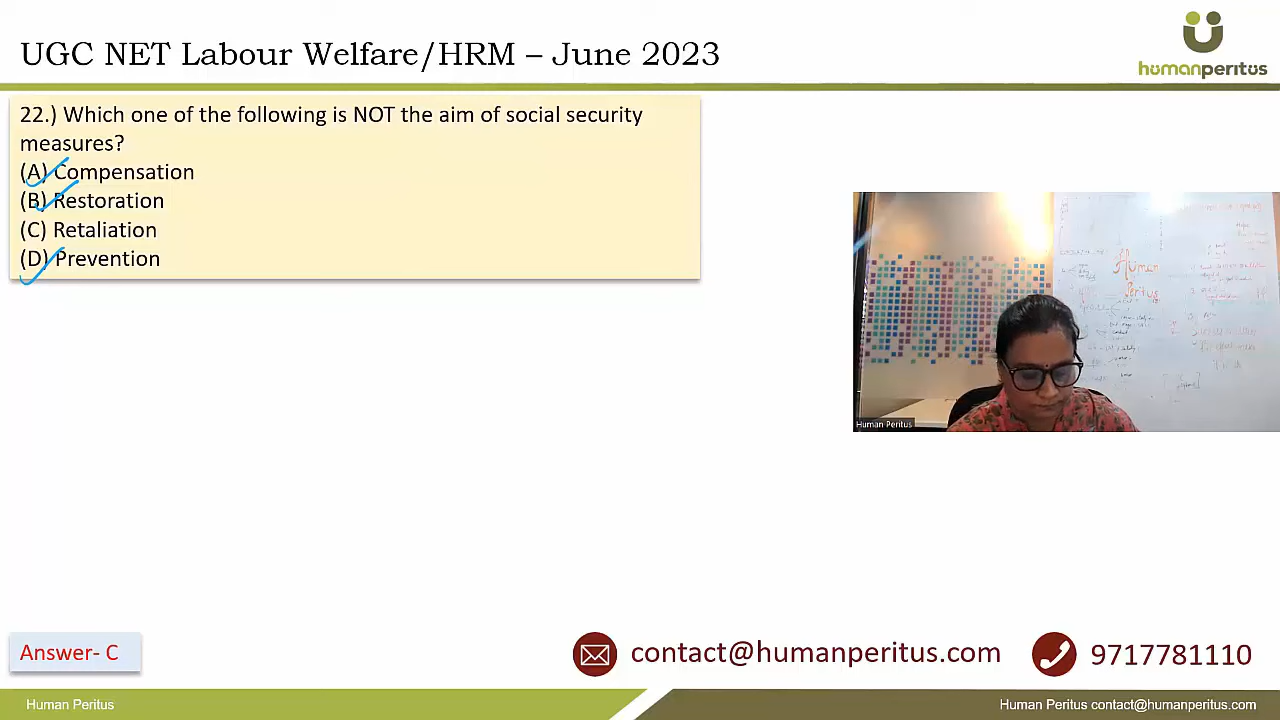 UGC NET Labour Welfare/HRM – June 2023
humanperitus
22.) Which one of the following is NOT the aim of social security
measures?
(A) Compensation
(B) Restoration
(C) Retaliation
(D) Prevention
Human
Peritus
Human Peritus
Answer- C
contact@humanperitus.com
9717781110
Human Peritus
Human Peritus contact@humanperitus.com